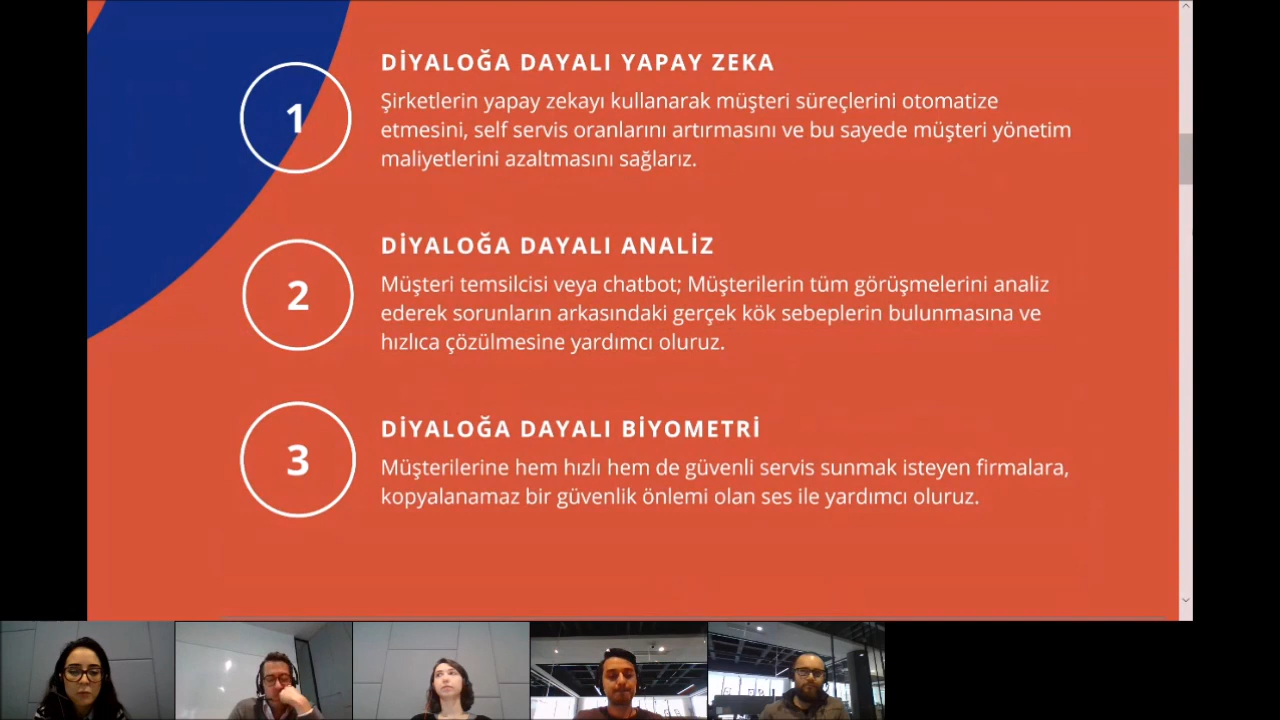 1
DİYALOĞA DAYALI YAPAY ZEKA
Şirketlerin yapay zekayı kullanarak müşteri süreçlerini otomatize
etmesini, self servis oranlarını artırmasını ve bu sayede müşteri yönetim
maliyetlerini azaltmasını sağlarız.
2
DİYALOĞA DAYALI ANALİZ
Müşteri temsilcisi veya chatbot; Müşterilerin tüm görüşmelerini analiz
ederek sorunların arkasındaki gerçek kök sebeplerin bulunmasına ve
hızlıca çözülmesine yardımcı oluruz.
3
DİYALOĞA DAYALI BİYOMETRİ
Müşterilerine hem hızlı hem de güvenli servis sunmak isteyen firmalara,
kopyalanamaz bir güvenlik önlemi olan ses ile yardımcı oluruz.